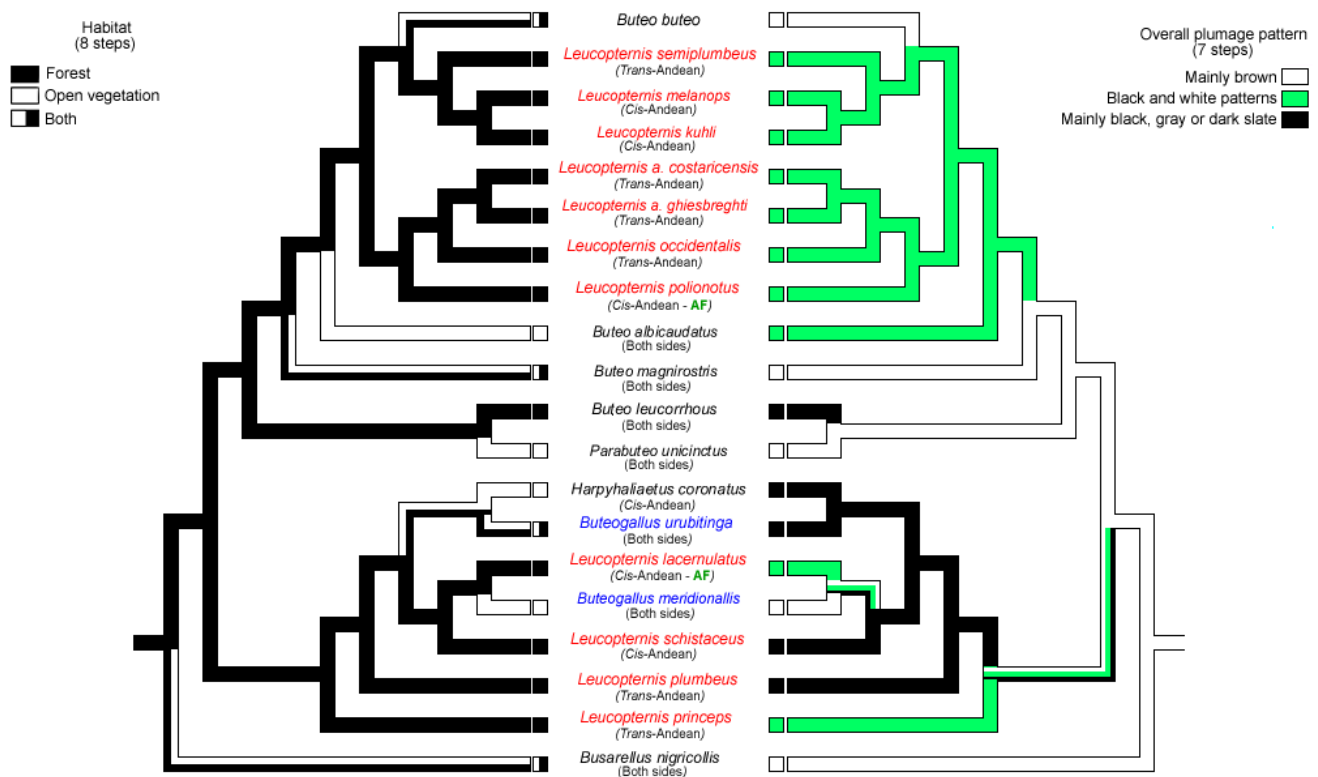 Habitat
(8 steps)
Forest
Open vegetation
Both
Buteo buteo
Leucopternis semiplumbeus
(Trans-Andean)
Leucopternis melanops
(Cis-Andean)
Leucopternis kuhli
(Cis-Andean)
Leucopternis a. costaricensis
(Trans-Andean)
Leucopternis a. ghiesbreghti
(Trans-Andean)
Leucopternis occidentalis
(Trans-Andean)
Leucopternis polionotus
(Cis-Andean - AF)
Buteo albicaudatus
(Both sides)
Buteo magnirostris
(Both sides)
Buteo leucorrhous
(Both sides)
Parabuteo unicinctus
(Both sides)
Harpyhaliaetus coronatus
(Cis-Andean)
Buteogallus urubitinga
(Both sides)
Leucopternis lacernulatus
(Cis-Andean - AF)
Buteogallus meridionallis
(Both sides)
Leucopternis schistaceus
(Cis-Andean)
Leucopternis plumbeus
(Trans-Andean)
Leucopternis princeps
(Trans-Andean)
Busarellus nigricollis
(Both sides)
Overall plumage pattern
(7 steps)
Mainly brown
Black and white patterns
Mainly black, gray or dark slate